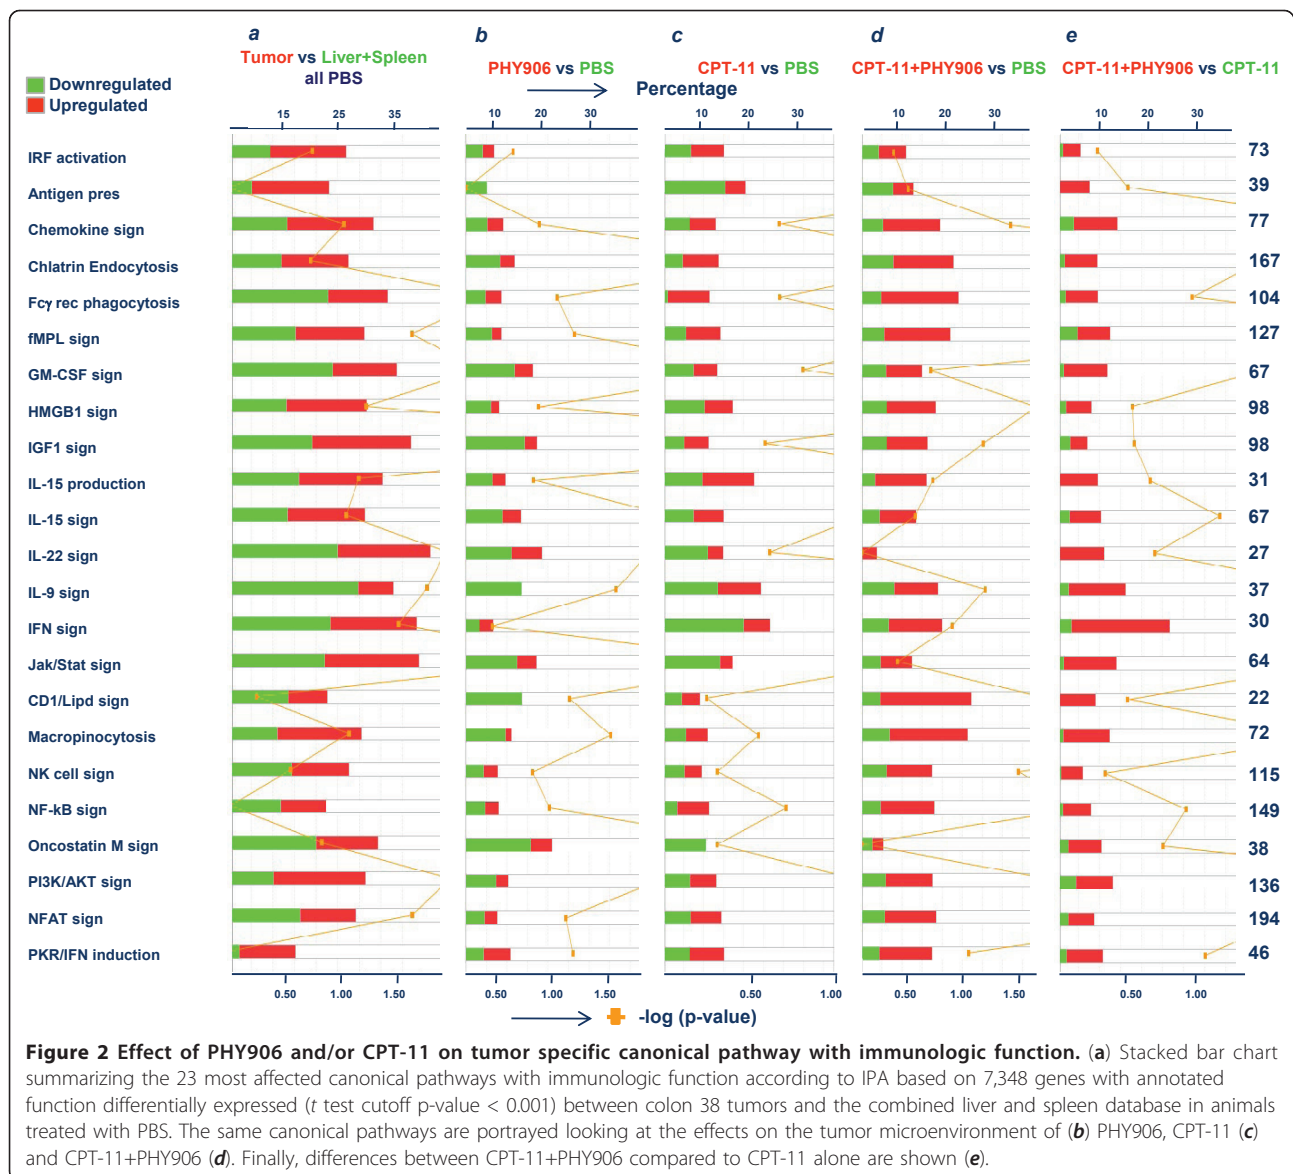 a b c d e
Tumor vs Liver+Spleen
all PBS
PHY906 vs PBS
CPT-11 vs PBS
CPT-11+PHY906 vs PBS
CPT-11+PHY906 vs CPT-11
Downregulated
Upregulated
Percentage
15 25 35 10 20 30 10 20 30 10 20 30 10 20 30
IRF activation 73
Antigen pres 39
Chemokine sign 77
Chlatrin Endocytosis 167
Fcγ rec phagocytosis 104
fMPL sign 127
GM-CSF sign 67
HMGB1 sign 98
IGF1 sign 98
IL-15 production 31
IL-15 sign 67
IL-22 sign 27
IL-9 sign 37
IFN sign 30
Jak/Stat sign 64
CD1/Lipd sign 22
Macropinocytosis 72
NK cell sign 115
NF-kB sign 149
Oncostatin M sign 38
PI3K/AKT sign 136
NFAT sign 194
PKR/IFN induction 46
0.50 1.00 1.50 0.50 1.00 1.50 0.50 1.00 0.50 1.00 1.50 0.50 1.00
-log (p-value)
Figure 2 Effect of PHY906 and/or CPT-11 on tumor specific canonical pathway with immunologic function. (a) Stacked bar chart
summarizing the 23 most affected canonical pathways with immunologic function according to IPA based on 7,348 genes with annotated
function differentially expressed (t test cutoff p-value < 0.001) between colon 38 tumors and the combined liver and spleen database in animals
treated with PBS. The same canonical pathways are portrayed looking at the effects on the tumor microenvironment of (b) PHY906, CPT-11 (c)
and CPT-11+PHY906 (d). Finally, differences between CPT-11+PHY906 compared to CPT-11 alone are shown (e).